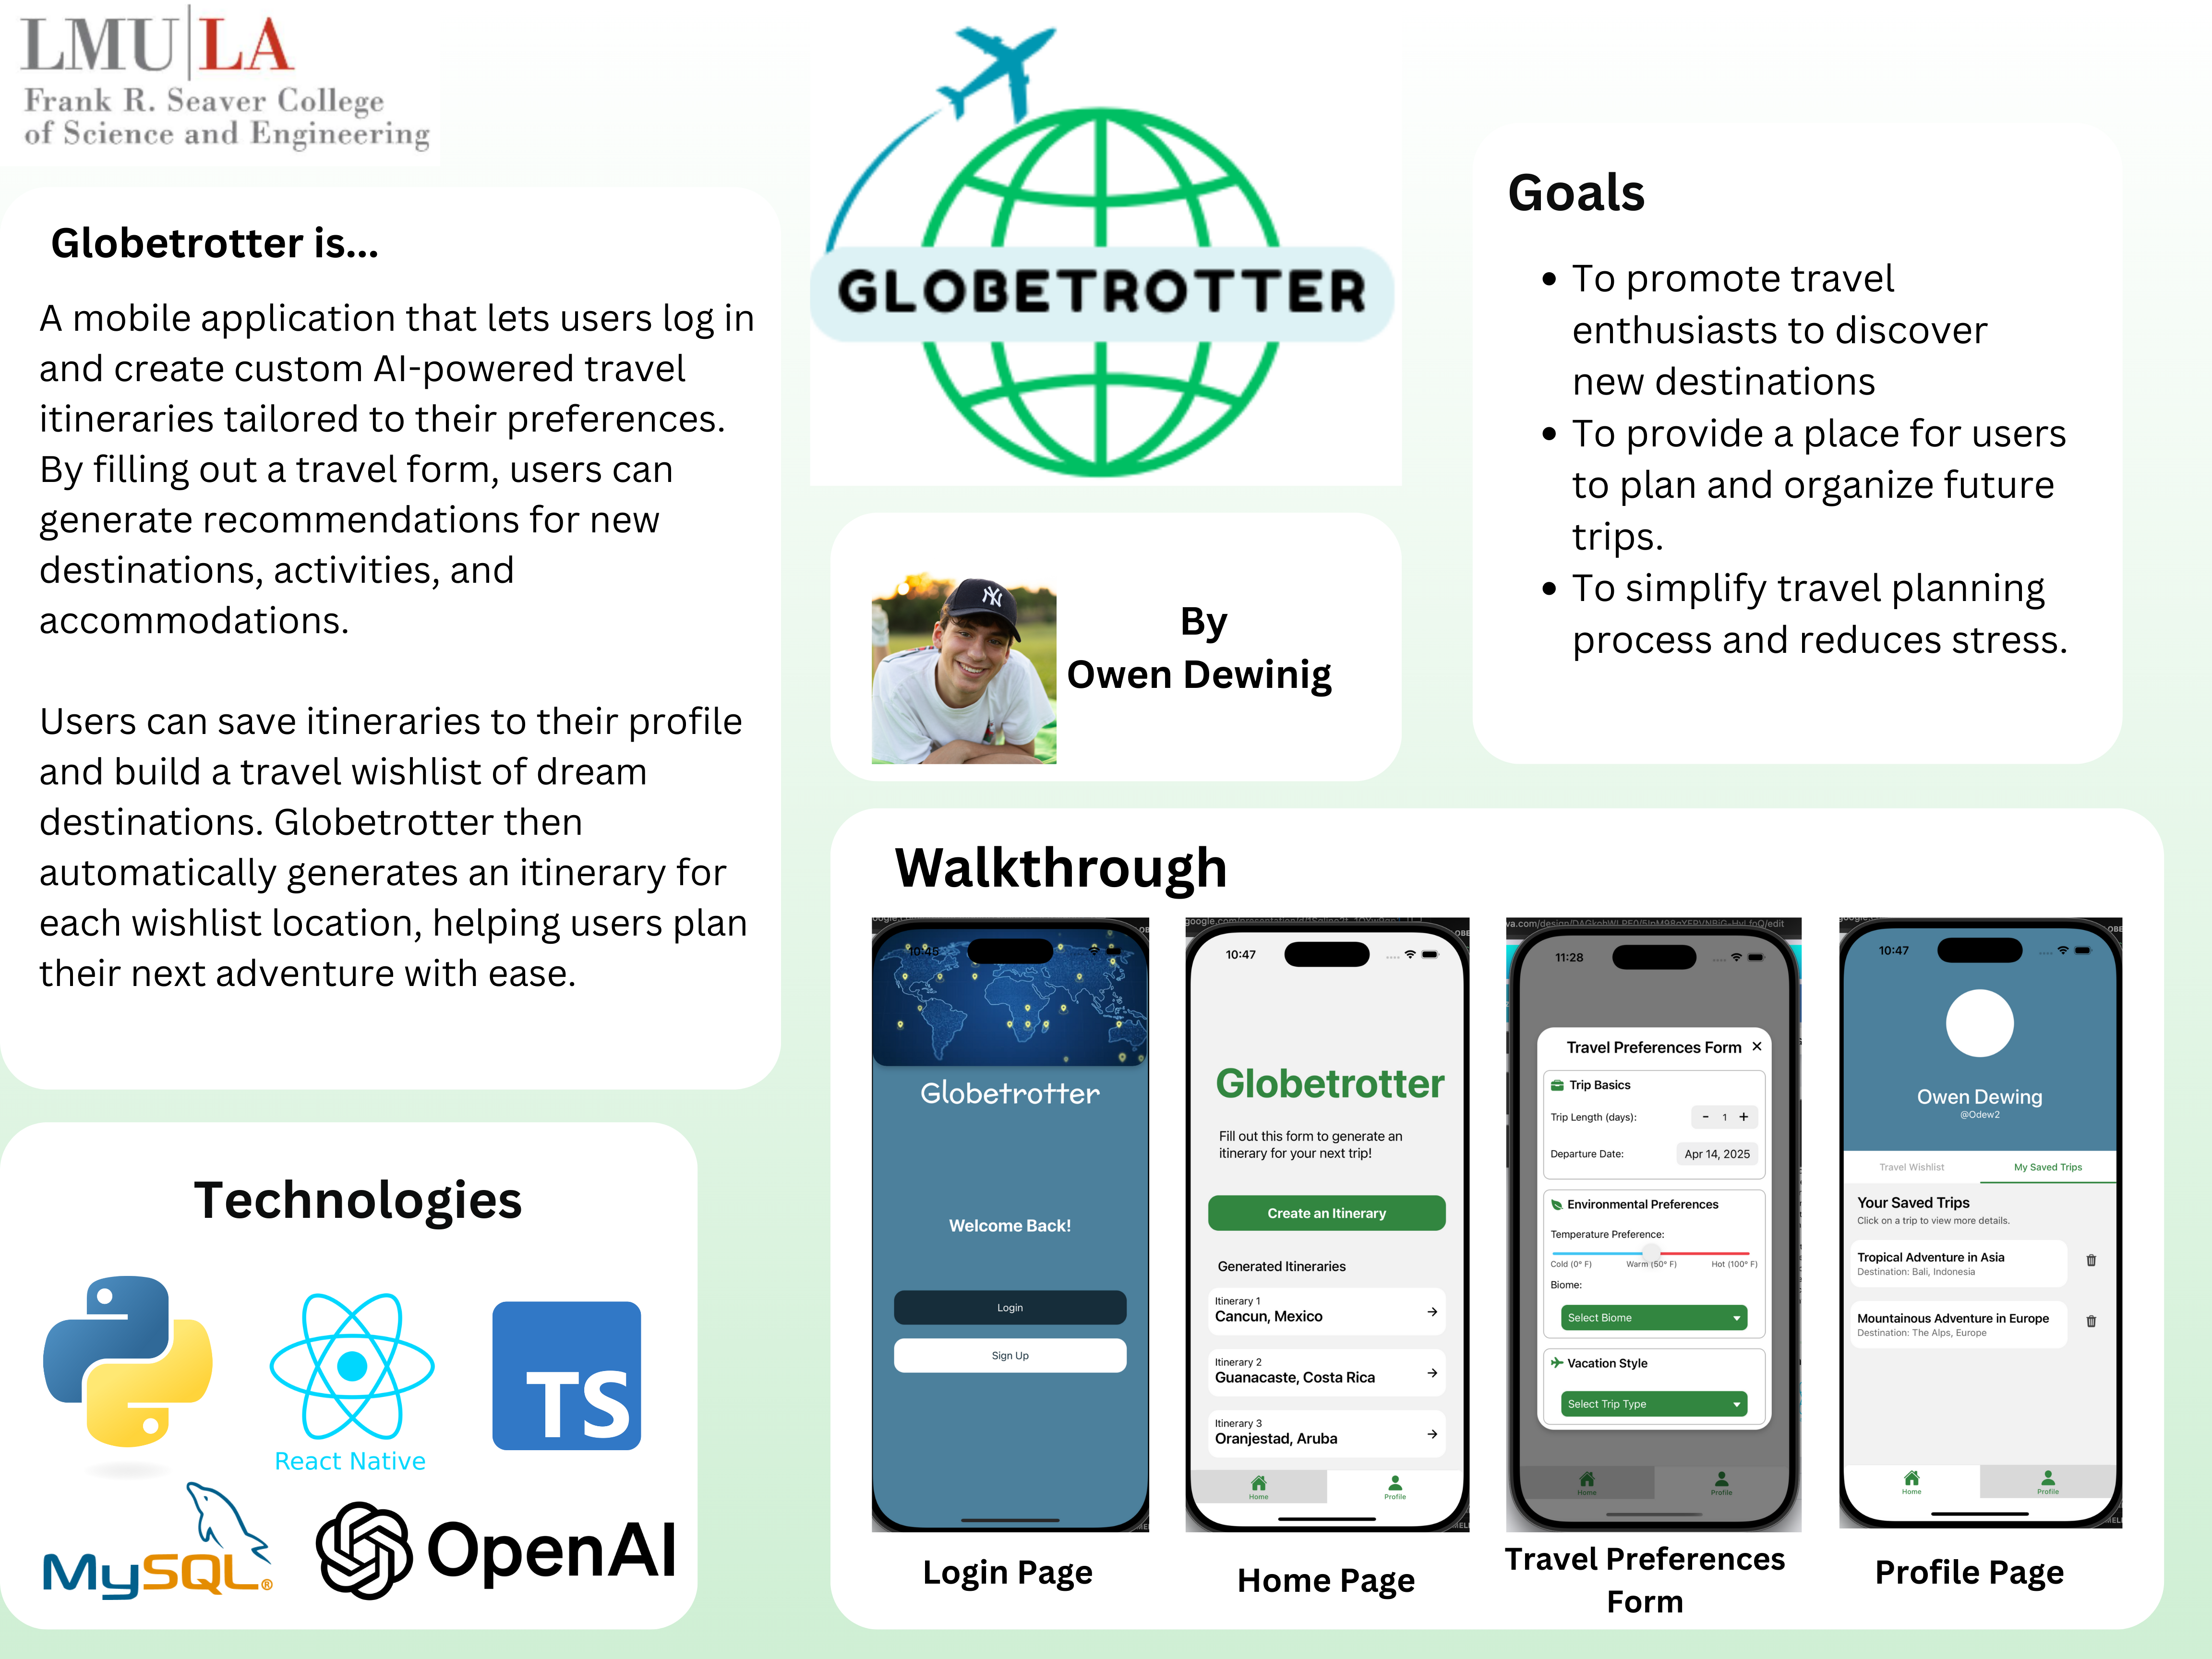 LMU|LA
Frank R. Seaver College
of Science and Engineering
Globetrotter is...
A mobile application that lets users log in
and create custom AI-powered travel
itineraries tailored to their preferences.
By filling out a travel form, users can
generate recommendations for new
destinations, activities, and
accommodations.
Users can save itineraries to their profile
and build a travel wishlist of dream
destinations. Globetrotter then
automatically generates an itinerary for
each wishlist location, helping users plan
their next adventure with ease.
Technologies
React Native
TS
MySQL®
OpenAI
GLOBETROTTER
By
Owen Dewinig
Goals
• To promote travel
enthusiasts to discover
new destinations
• To provide a place for users
to plan and organize future
trips.
• To simplify travel planning
process and reduces stress.
Walkthrough
Globetrotter
Welcome Back!
Login
Sign Up
Login Page
10:47
Globetrotter
Fill out this form to generate an
itinerary for your next trip!
Create an Itinerary
Generated Itineraries
Itinerary 1
Cancun, Mexico
Itinerary 2
Guanacaste, Costa Rica
Itinerary 3
Oranjestad, Aruba
Home
Profile
Home Page
11:28
Travel Preferences Form
Trip Basics
Trip Length (days):
- 1 +
Departure Date:
Apr 14, 2025
Environmental Preferences
Temperature Preference:
Cold (0° F)
Warm (50° F)
Hot (100° F)
Biome:
Select Biome
Vacation Style
Select Trip Type
Home
Profile
Travel Preferences
Form
10:47
Owen Dewing
@Odew2
Travel Wishlist
My Saved Trips
Your Saved Trips
Click on a trip to view more details.
Tropical Adventure in Asia
Destination: Bali, Indonesia
Mountainous Adventure in Europe
Destination: The Alps, Europe
Home
Profile
Profile Page